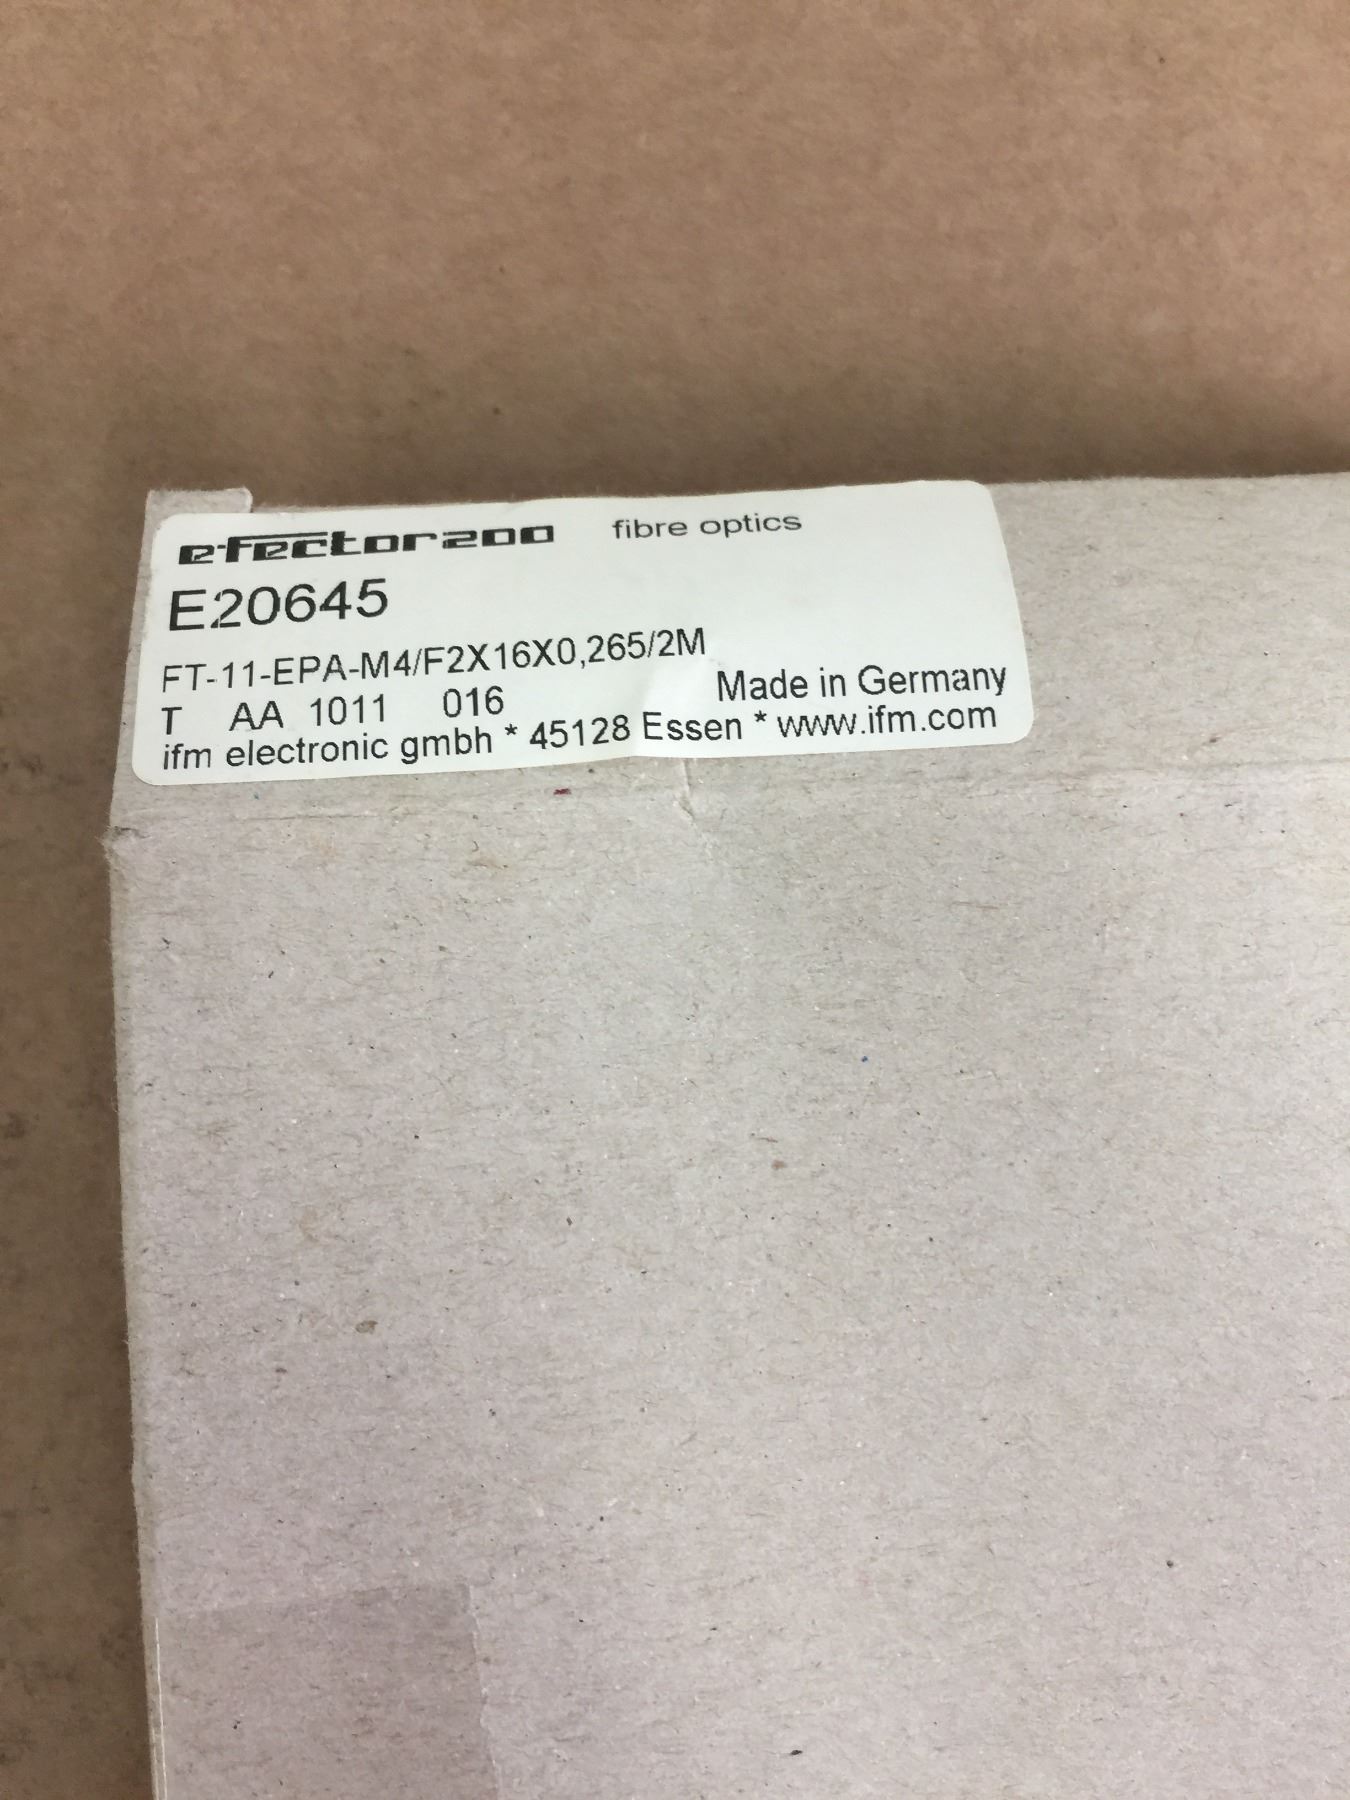 efector200 fibre optics
E20645
FT-11-EPA-M4/F2X16X0,265/2M
T AA 1011 016 Made in Germany
ifm electronic gmbh * 45128 Essen * www.ifm.com